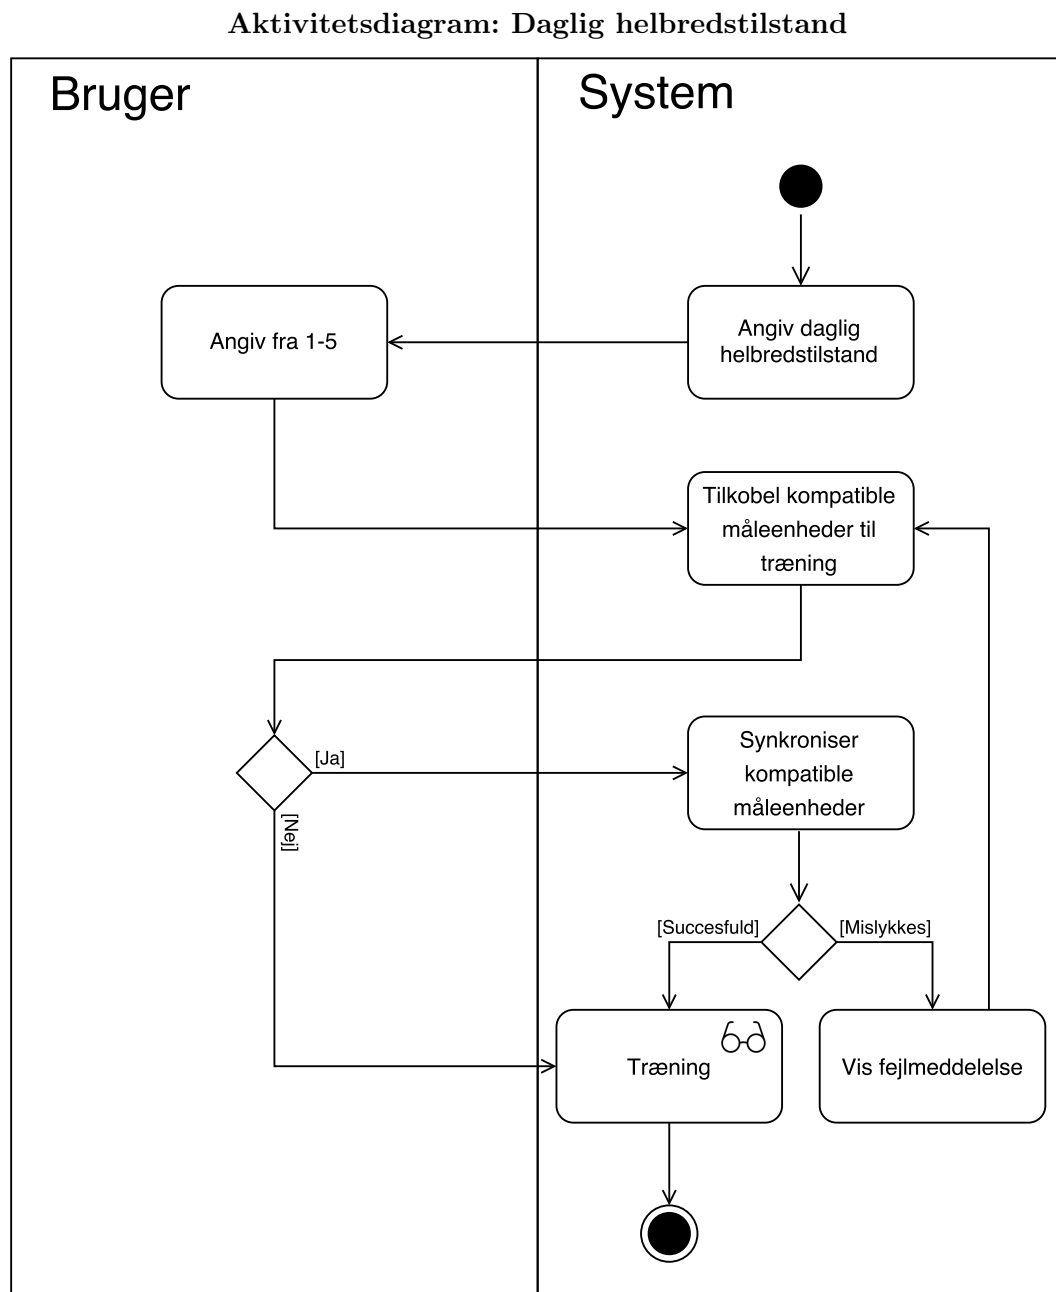 Aktivitetsdiagram: Daglig helbredstilstand
Bruger
System
Angiv daglig
helbredstilstand
Angiv fra 1-5
Tilkobel kompatible
måleenheder til
træning
[Ja]
[Nej]
Synkroniser
kompatible
måleenheder
[Succesfuld]
[Mislykkes]
Træning
Vis fejlmeddelelse